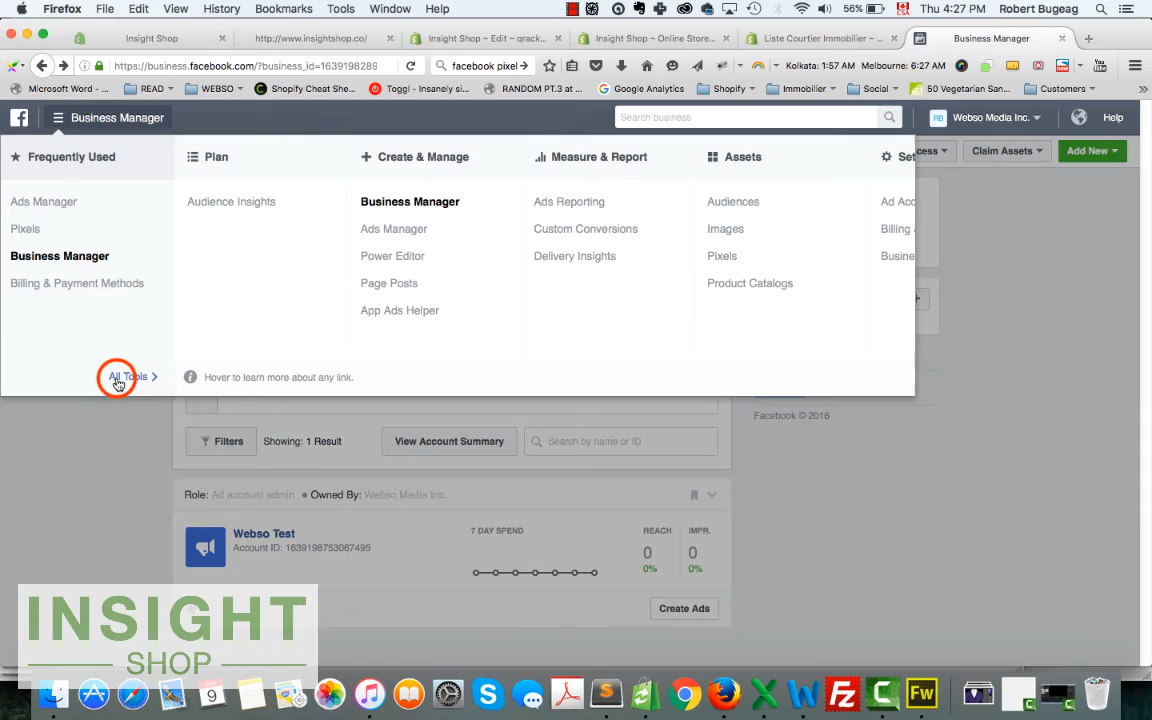 Firefox File Edit View History Bookmarks Tools Window Help 56% Thu 4:27 PM Robert Bugeag
Insight Shop × http://www.insightshop.co/ × Insight Shop ~ Edit ~ qrack... × Insight Shop ~ Online Store... × Liste Courtier Immobilier ~ ... × Business Manager × +
https://business.facebook.com/?business_id=1639198289 facebook pixel Kolkata: 1:57 AM Melbourne: 6:27 AM
Microsoft Word - ... READ WEBSO Shopify Cheat She... Toggl - Insanely si... RANDOM PT.3 at ... Google Analytics Shopify Immobilier Social 50 Vegetarian San... Customers
Business Manager Search business RB Webso Media Inc. Help
Frequently Used Plan Create & Manage Measure & Report Assets Set
cess Claim Assets Add New
Ads Manager Audience Insights Business Manager Ads Reporting Audiences Ad Acc
Pixels Ads Manager Custom Conversions Images Billing
Business Manager Power Editor Delivery Insights Pixels Busine
Billing & Payment Methods Page Posts Product Catalogs
App Ads Helper
All Tools Hover to learn more about any link.
Facebook © 2016
Filters Showing: 1 Result View Account Summary Search by name or ID
Role: Ad account admin • Owned By: Webso Media Inc.
Webso Test 7 DAY SPEND REACH IMPR.
Account ID: 1639198753067495
0 0
0% 0%
Create Ads
INSIGHT
SHOP
9
Fz C Fw